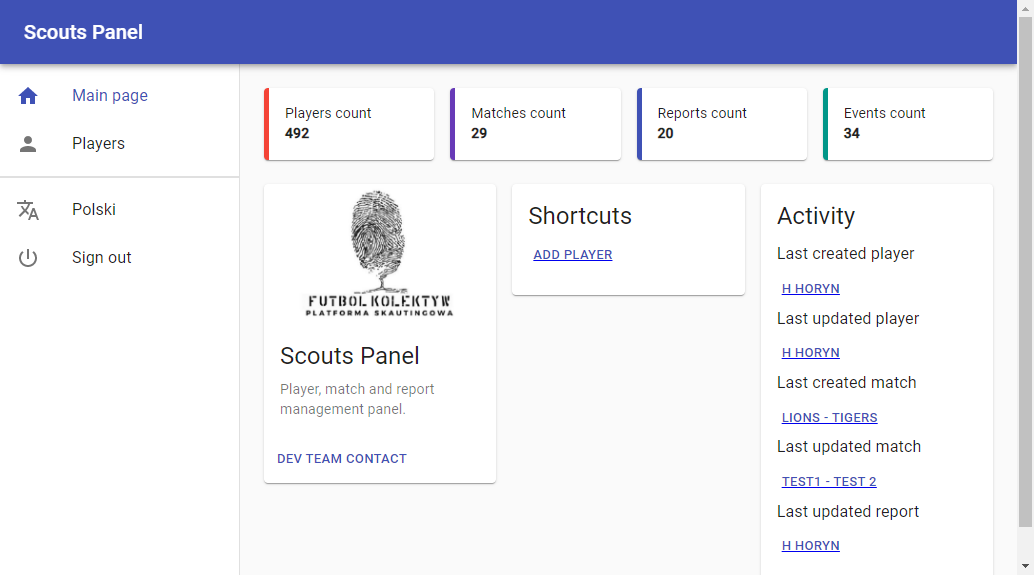 Scouts Panel
Main page
Players
Polski
Sign out
Players count
492
Matches count
29
Reports count
20
Events count
34
FUTBOL KOLEKTYW
PLATFORMA SKAUTINGOWA
Scouts Panel
Player, match and report
management panel.
DEV TEAM CONTACT
Shortcuts
ADD PLAYER
Activity
Last created player
H HORYN
Last updated player
H HORYN
Last created match
LIONS - TIGERS
Last updated match
TEST1 - TEST 2
Last updated report
H HORYN